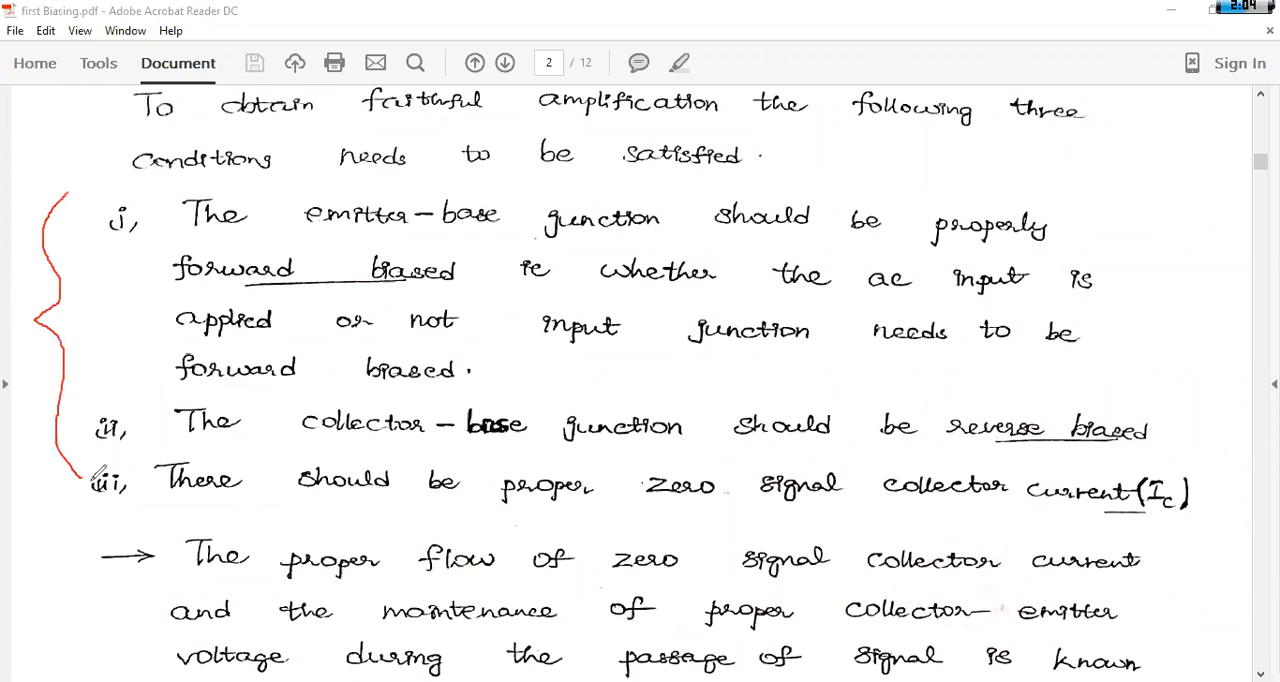 first Biasing.pdf - Adobe Acrobat Reader DC
2:04
File Edit View Window Help
Home Tools Document 2 / 12 Sign In
To obtain faithful amplification the following three
conditions needs to be satisfied.
i, The emitter-base junction should be properly
forward biased ie whether the ac input is
applied or not input junction needs to be
forward biased.
ii, The collector-base junction should be reverse biased
iii, There should be proper zero signal collector current (Ic)
→ The proper flow of zero signal collector current
and the maintenance of proper collector-emitter
voltage during the passage of signal is known